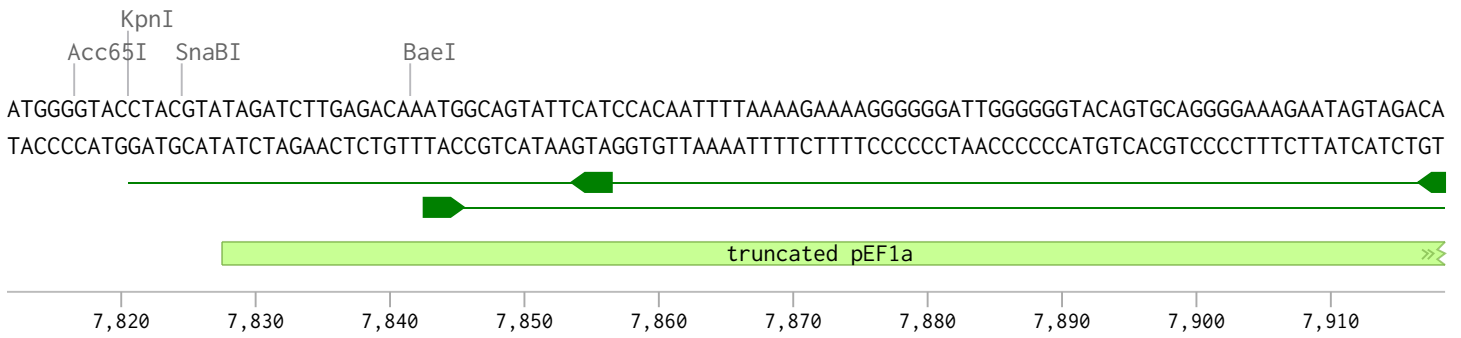 KpnI
Acc65I SnaBI BaeI
ATGGGGTACCTACGTATAGATCTTGAGACAAATGGCAGTATTCATCCACAATTTTAAAAGAAAAGGGGGGATTGGGGGGTACAGTGCAGGGGAAAGAATAGTAGACA
TACCCCATGGATGCATATCTAGAACTCTGTTTACCGTCATAAGTAGGTGTTAAAATTTTCTTTTCCCCCCTAACCCCCCATGTCACGTCCCCTTTCTTATCATCTGT
truncated pEF1a
7,820 7,830 7,840 7,850 7,860 7,870 7,880 7,890 7,900 7,910